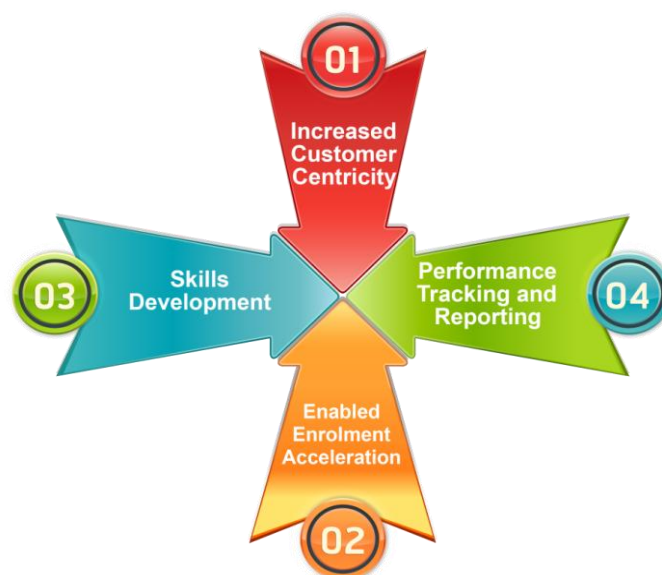 01
Increased
Customer
Centricity
03
Skills
Development
Performance
Tracking and
Reporting
04
Enabled
Enrolment
Acceleration
02